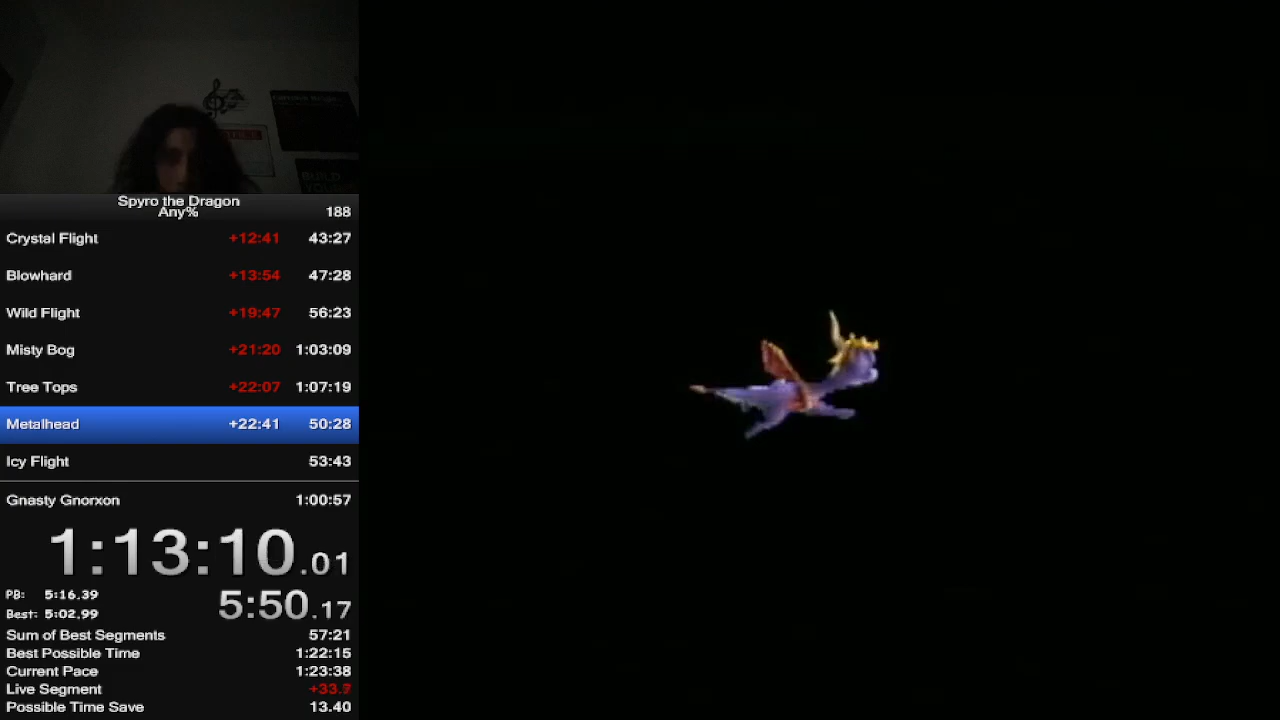 BUILD
YOU
Spyro the Dragon
Any% 188
Crystal Flight +12:41 43:27
Blowhard +13:54 47:28
Wild Flight +19:47 56:23
Misty Bog +21:20 1:03:09
Tree Tops +22:07 1:07:19
Metalhead +22:41 50:28
Icy Flight 53:43
Gnasty Gnorxon 1:00:57
1:13:10.01
PB: 5:16.39
Best: 5:02.99
5:50.17
Sum of Best Segments 57:21
Best Possible Time 1:22:15
Current Pace 1:23:38
Live Segment +33.7
Possible Time Save 13.40